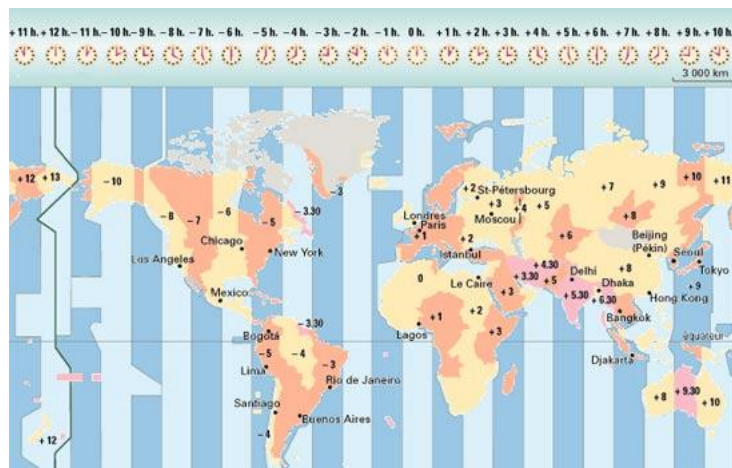 + 11 h. + 12 h. – 11 h. – 10 h. – 9 h. – 8 h. – 7 h. – 6 h. – 5 h. – 4 h. – 3 h. – 2 h. – 1 h. 0 h. + 1 h. + 2 h. + 3 h. + 4 h. + 5 h. + 6 h. + 7 h. + 8 h. + 9 h. + 10 h.
3 000 km
+ 12 + 13 – 10 – 8 – 7 – 6 – 5 – 3.30 – 3
+ 2 St-Pétersbourg + 7 + 9 + 10 + 11
+ 3 + 4 + 5 + 8
Londres Moscou
Paris
+ 1 + 2 + 6
Beijing
(Pékin) Séoul
Chicago New York Istanbul
Los Angeles
+ 4.30 + 8 Tokyo
+ 3.30 + 5 Delhi
0 Le Caire Dhaka + 9
Mexico + 3 + 5.30 + 6.30 Hong Kong
+ 1 + 2 Bangkok
– 3.30 Lagos + 3 équateur
Bogotá
– 5 – 4 Djakarta
Lima – 3
Rio de Janeiro
+ 8 + 9.30 + 10
Santiago
Buenos Aires
+ 12 – 4